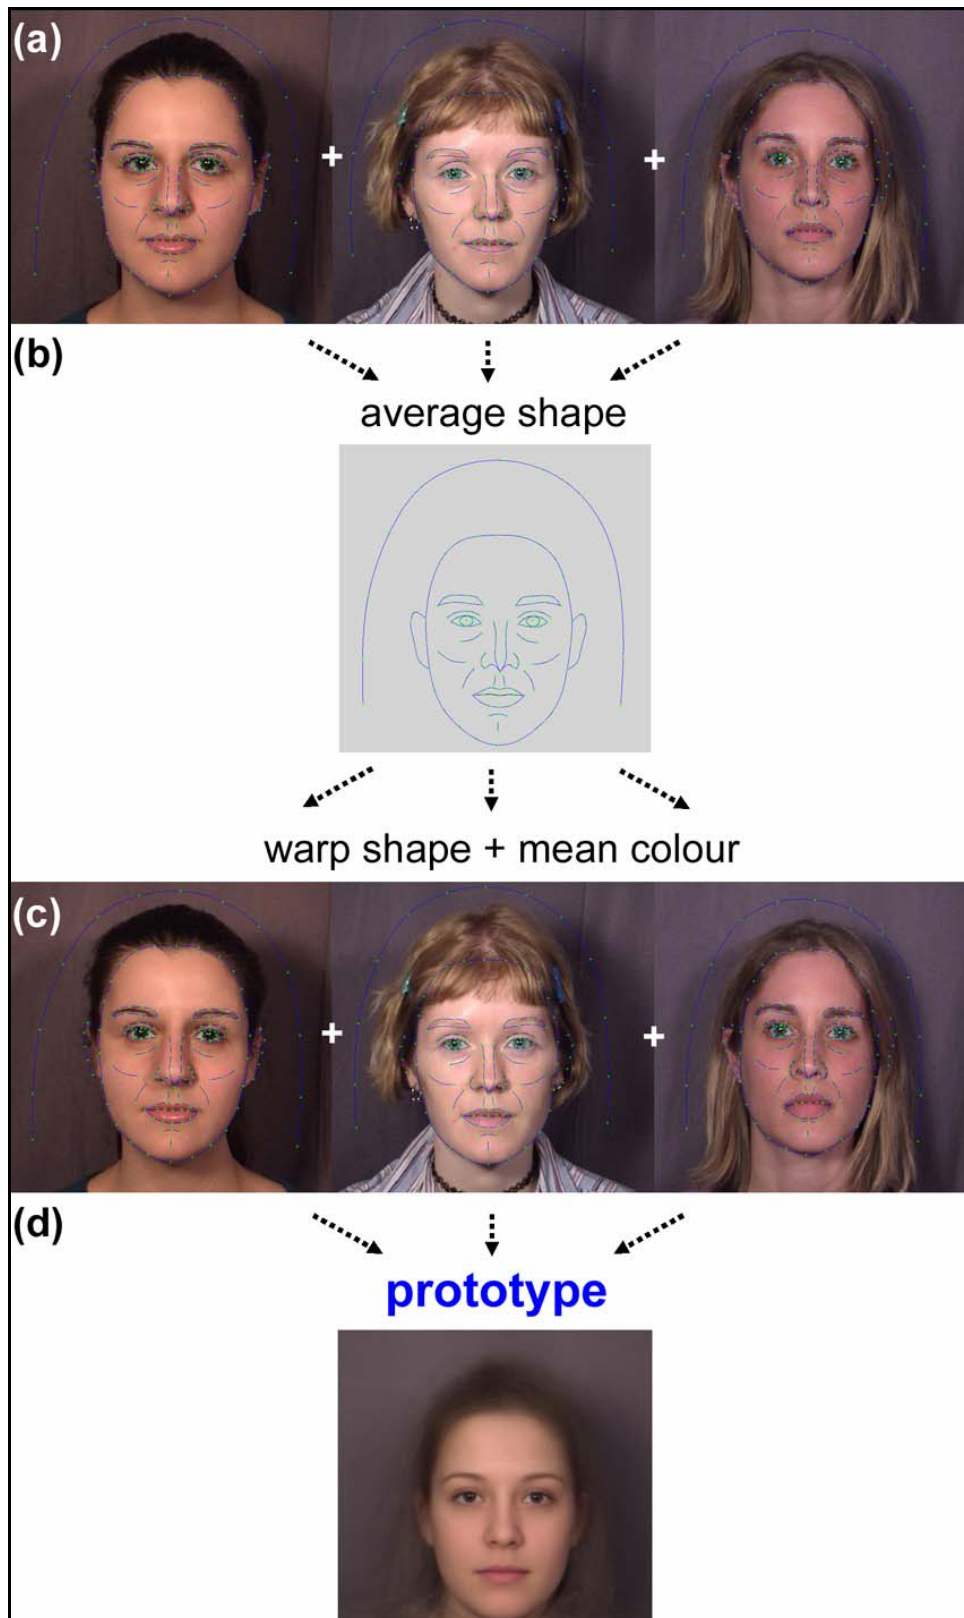 (a)
+ +
(b)
average shape
warp shape + mean colour
(c)
+ +
(d)
prototype